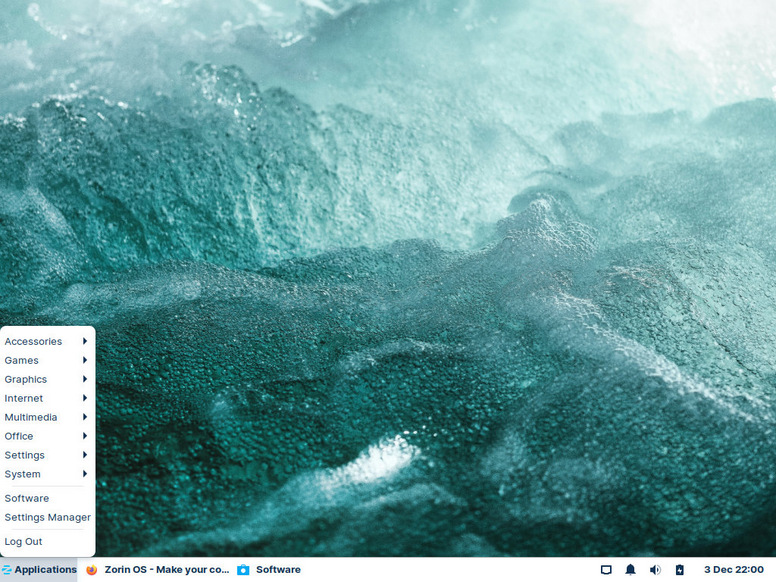 Accessories
Games
Graphics
Internet
Multimedia
Office
Settings
System
Software
Settings Manager
Log Out
Applications
Zorin OS - Make your co...
Software
3 Dec 22:00